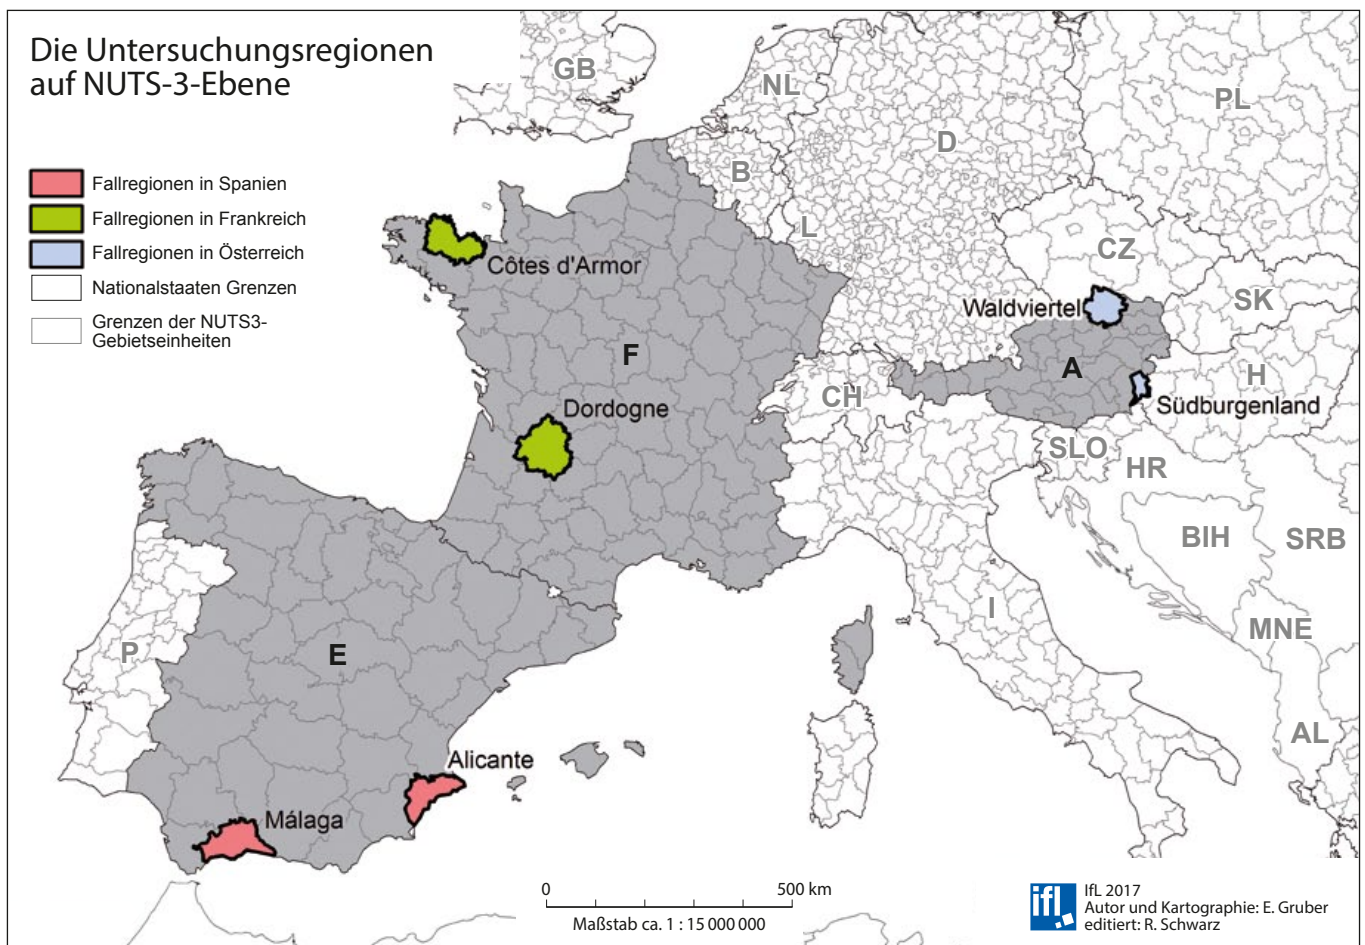 Die Untersuchungsregionen
auf NUTS-3-Ebene
Fallregionen in Spanien
Fallregionen in Frankreich
Fallregionen in Österreich
Nationalstaaten Grenzen
Grenzen der NUTS3-
Gebietseinheiten
GB
NL
PL
D
B
L
CZ
SK
Côtes d'Armor
Waldviertel
F
A
H
CH
Südburgenland
Dordogne
SLO
HR
BIH
SRB
I
MNE
P
E
AL
Alicante
Málaga
0 500 km
Maßstab ca. 1 : 15 000 000
ifl
IfL 2017
Autor und Kartographie: E. Gruber
editiert: R. Schwarz